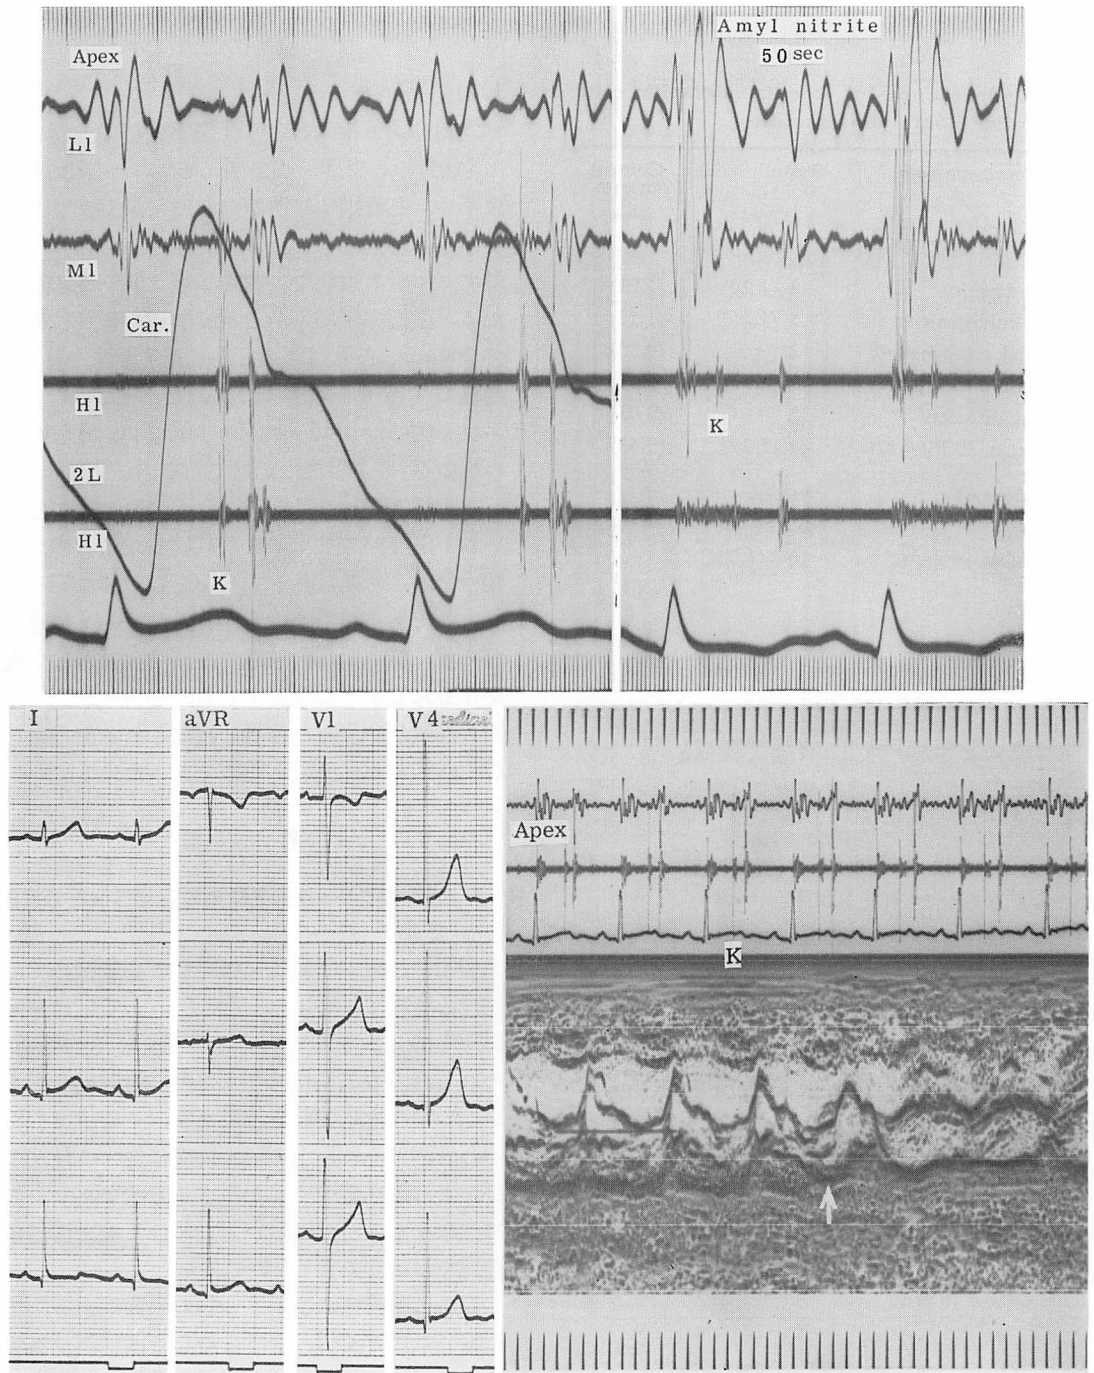 Apex
Amyl nitrite
50 sec
L1
M1
Car.
H1
K
2L
H1
K
I
aVR
V1
V4
Apex
K